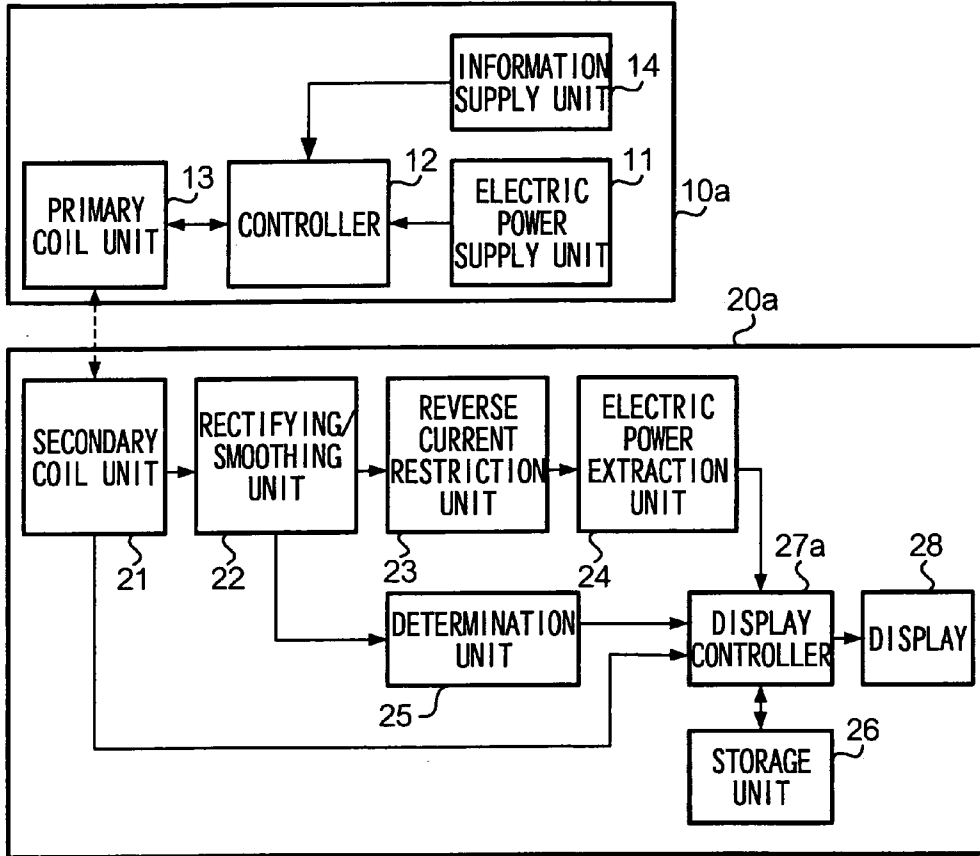 INFORMATION
SUPPLY UNIT
14
PRIMARY
COIL UNIT
13
CONTROLLER
12
ELECTRIC
POWER
SUPPLY UNIT
11
10a
20a
SECONDARY
COIL UNIT
21
RECTIFYING/
SMOOTHING
UNIT
22
REVERSE
CURRENT
RESTRICTION
UNIT
23
ELECTRIC
POWER
EXTRACTION
UNIT
24
DETERMINATION
UNIT
25
DISPLAY
CONTROLLER
27a
DISPLAY
28
STORAGE
UNIT
26